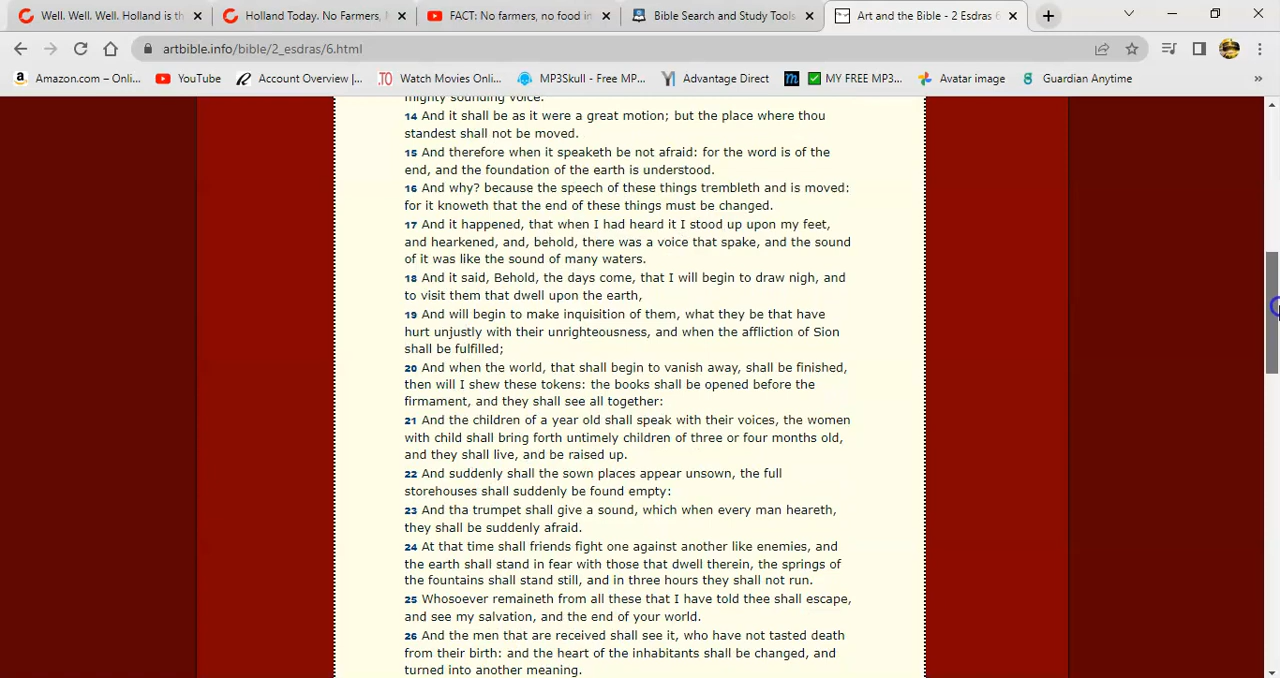 Well. Well. Well. Holland is th
Holland Today. No Farmers,
FACT: No farmers, no food in
Bible Search and Study Tools
Art and the Bible - 2 Esdras 6
artbible.info/bible/2_esdras/6.html
Amazon.com – Onli...
YouTube
Account Overview |...
Watch Movies Onlin...
MP3Skull - Free MP...
Advantage Direct
MY FREE MP3...
Avatar image
Guardian Anytime
»
mighty sounding voice.
14 And it shall be as it were a great motion; but the place where thou
standest shall not be moved.
15 And therefore when it speaketh be not afraid: for the word is of the
end, and the foundation of the earth is understood.
16 And why? because the speech of these things trembleth and is moved:
for it knoweth that the end of these things must be changed.
17 And it happened, that when I had heard it I stood up upon my feet,
and hearkened, and, behold, there was a voice that spake, and the sound
of it was like the sound of many waters.
18 And it said, Behold, the days come, that I will begin to draw nigh, and
to visit them that dwell upon the earth,
19 And will begin to make inquisition of them, what they be that have
hurt unjustly with their unrighteousness, and when the affliction of Sion
shall be fulfilled;
20 And when the world, that shall begin to vanish away, shall be finished,
then will I shew these tokens: the books shall be opened before the
firmament, and they shall see all together:
21 And the children of a year old shall speak with their voices, the women
with child shall bring forth untimely children of three or four months old,
and they shall live, and be raised up.
22 And suddenly shall the sown places appear unsown, the full
storehouses shall suddenly be found empty:
23 And tha trumpet shall give a sound, which when every man heareth,
they shall be suddenly afraid.
24 At that time shall friends fight one against another like enemies, and
the earth shall stand in fear with those that dwell therein, the springs of
the fountains shall stand still, and in three hours they shall not run.
25 Whosoever remaineth from all these that I have told thee shall escape,
and see my salvation, and the end of your world.
26 And the men that are received shall see it, who have not tasted death
from their birth: and the heart of the inhabitants shall be changed, and
turned into another meaning.